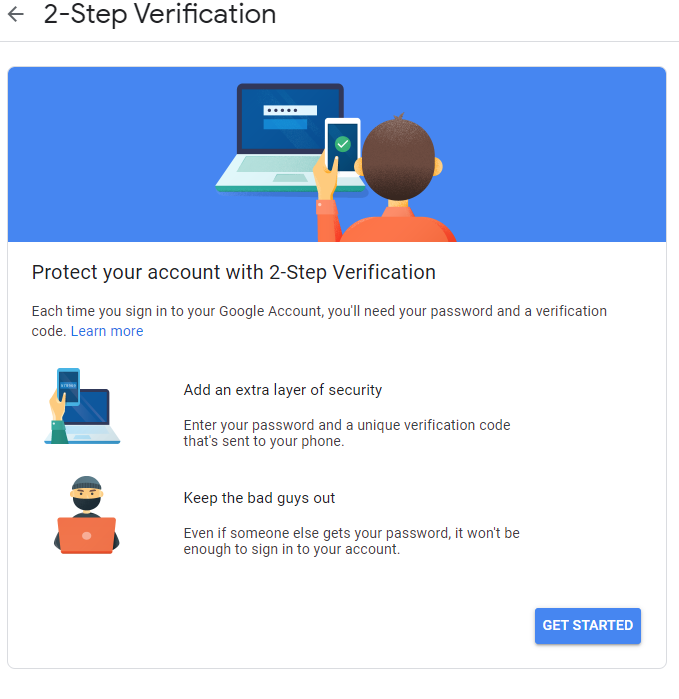 2-Step Verification
Protect your account with 2-Step Verification
Each time you sign in to your Google Account, you'll need your password and a verification
code. Learn more
Add an extra layer of security
Enter your password and a unique verification code
that's sent to your phone.
Keep the bad guys out
Even if someone else gets your password, it won't be
enough to sign in to your account.
GET STARTED